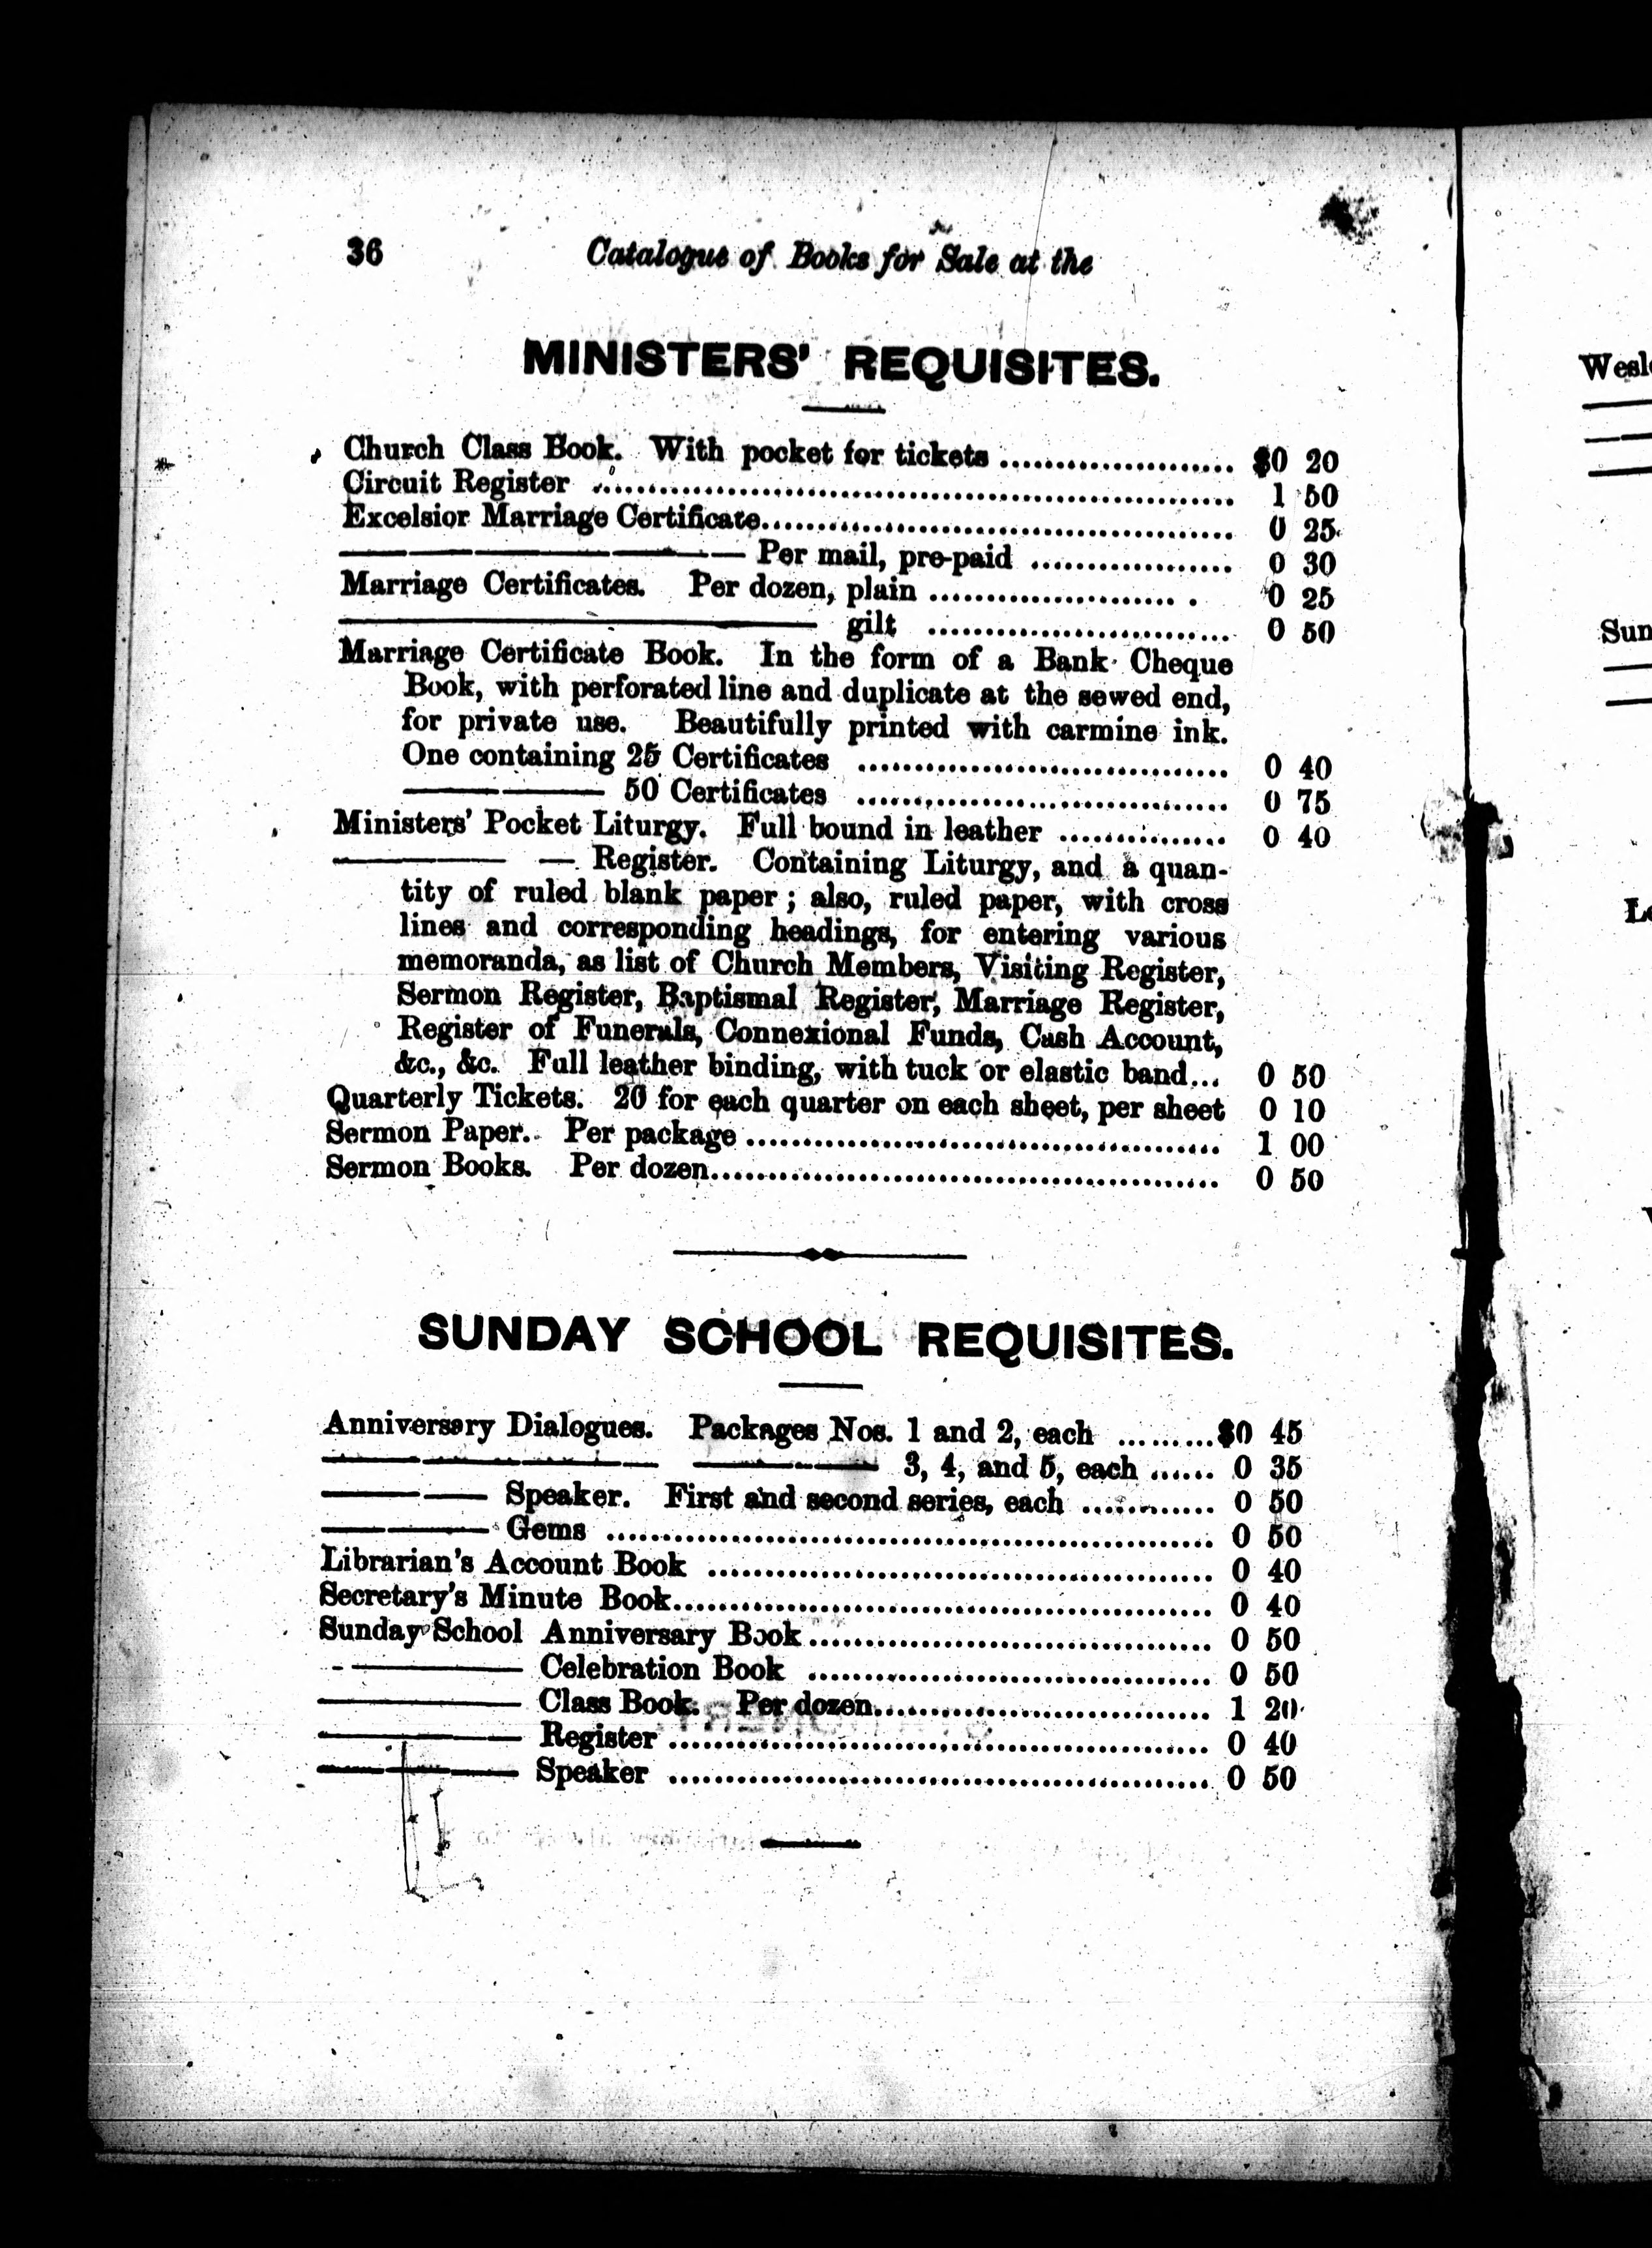 36 Catalogue of Books for Sale at the
MINISTERS' REQUISITES.
Church Class Book. With pocket for tickets ..................... $0 20
Circuit Register ......................................................... 1 50
Excelsior Marriage Certificate.......................................... 0 25
—————— Per mail, pre-paid .................. 0 30
Marriage Certificates. Per dozen, plain ...................... . 0 25
—————— gilt ........................... 0 50
Marriage Certificate Book. In the form of a Bank Cheque
Book, with perforated line and duplicate at the sewed end,
for private use. Beautifully printed with carmine ink.
One containing 25 Certificates ................................. 0 40
—————— 50 Certificates ................................. 0 75
Ministers' Pocket Liturgy. Full bound in leather ............... 0 40
—————— — Register. Containing Liturgy, and a quan-
tity of ruled blank paper ; also, ruled paper, with cross
lines and corresponding headings, for entering various
memoranda, as list of Church Members, Visiting Register,
Sermon Register, Baptismal Register, Marriage Register,
Register of Funerals, Connexional Funds, Cash Account,
&c., &c. Full leather binding, with tuck or elastic band... 0 50
Quarterly Tickets. 20 for each quarter on each sheet, per sheet 0 10
Sermon Paper. Per package .......................................... 1 00
Sermon Books. Per dozen............................................. 0 50
SUNDAY SCHOOL REQUISITES.
Anniversary Dialogues. Packages Nos. 1 and 2, each .........$0 45
—————— —————— 3, 4, and 5, each ...... 0 35
—————— Speaker. First and second series, each ............ 0 50
—————— Gems ...................................................... 0 50
Librarian's Account Book ............................................. 0 40
Secretary's Minute Book................................................ 0 40
Sunday School Anniversary Book.................................... 0 50
—————— Celebration Book .................................... 0 50
—————— Class Book. Per dozen.............................. 1 20
—————— Register ................................................ 0 40
—————— Speaker ................................................ 0 50
Wesl
Sun